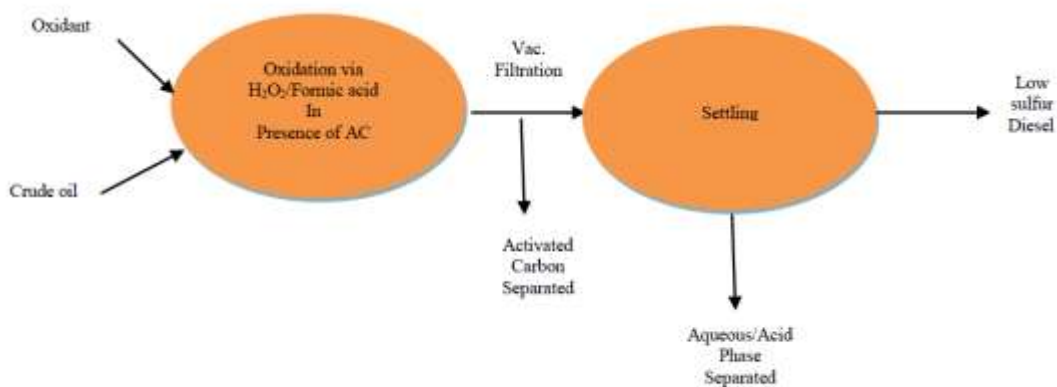 Oxidant
Crude oil
Oxidation via
H₂O₂/Formic acid
In
Presence of AC
Vac.
Filtration
Activated
Carbon
Separated
Settling
Aqueous/Acid
Phase
Separated
Low
sulfur
Diesel